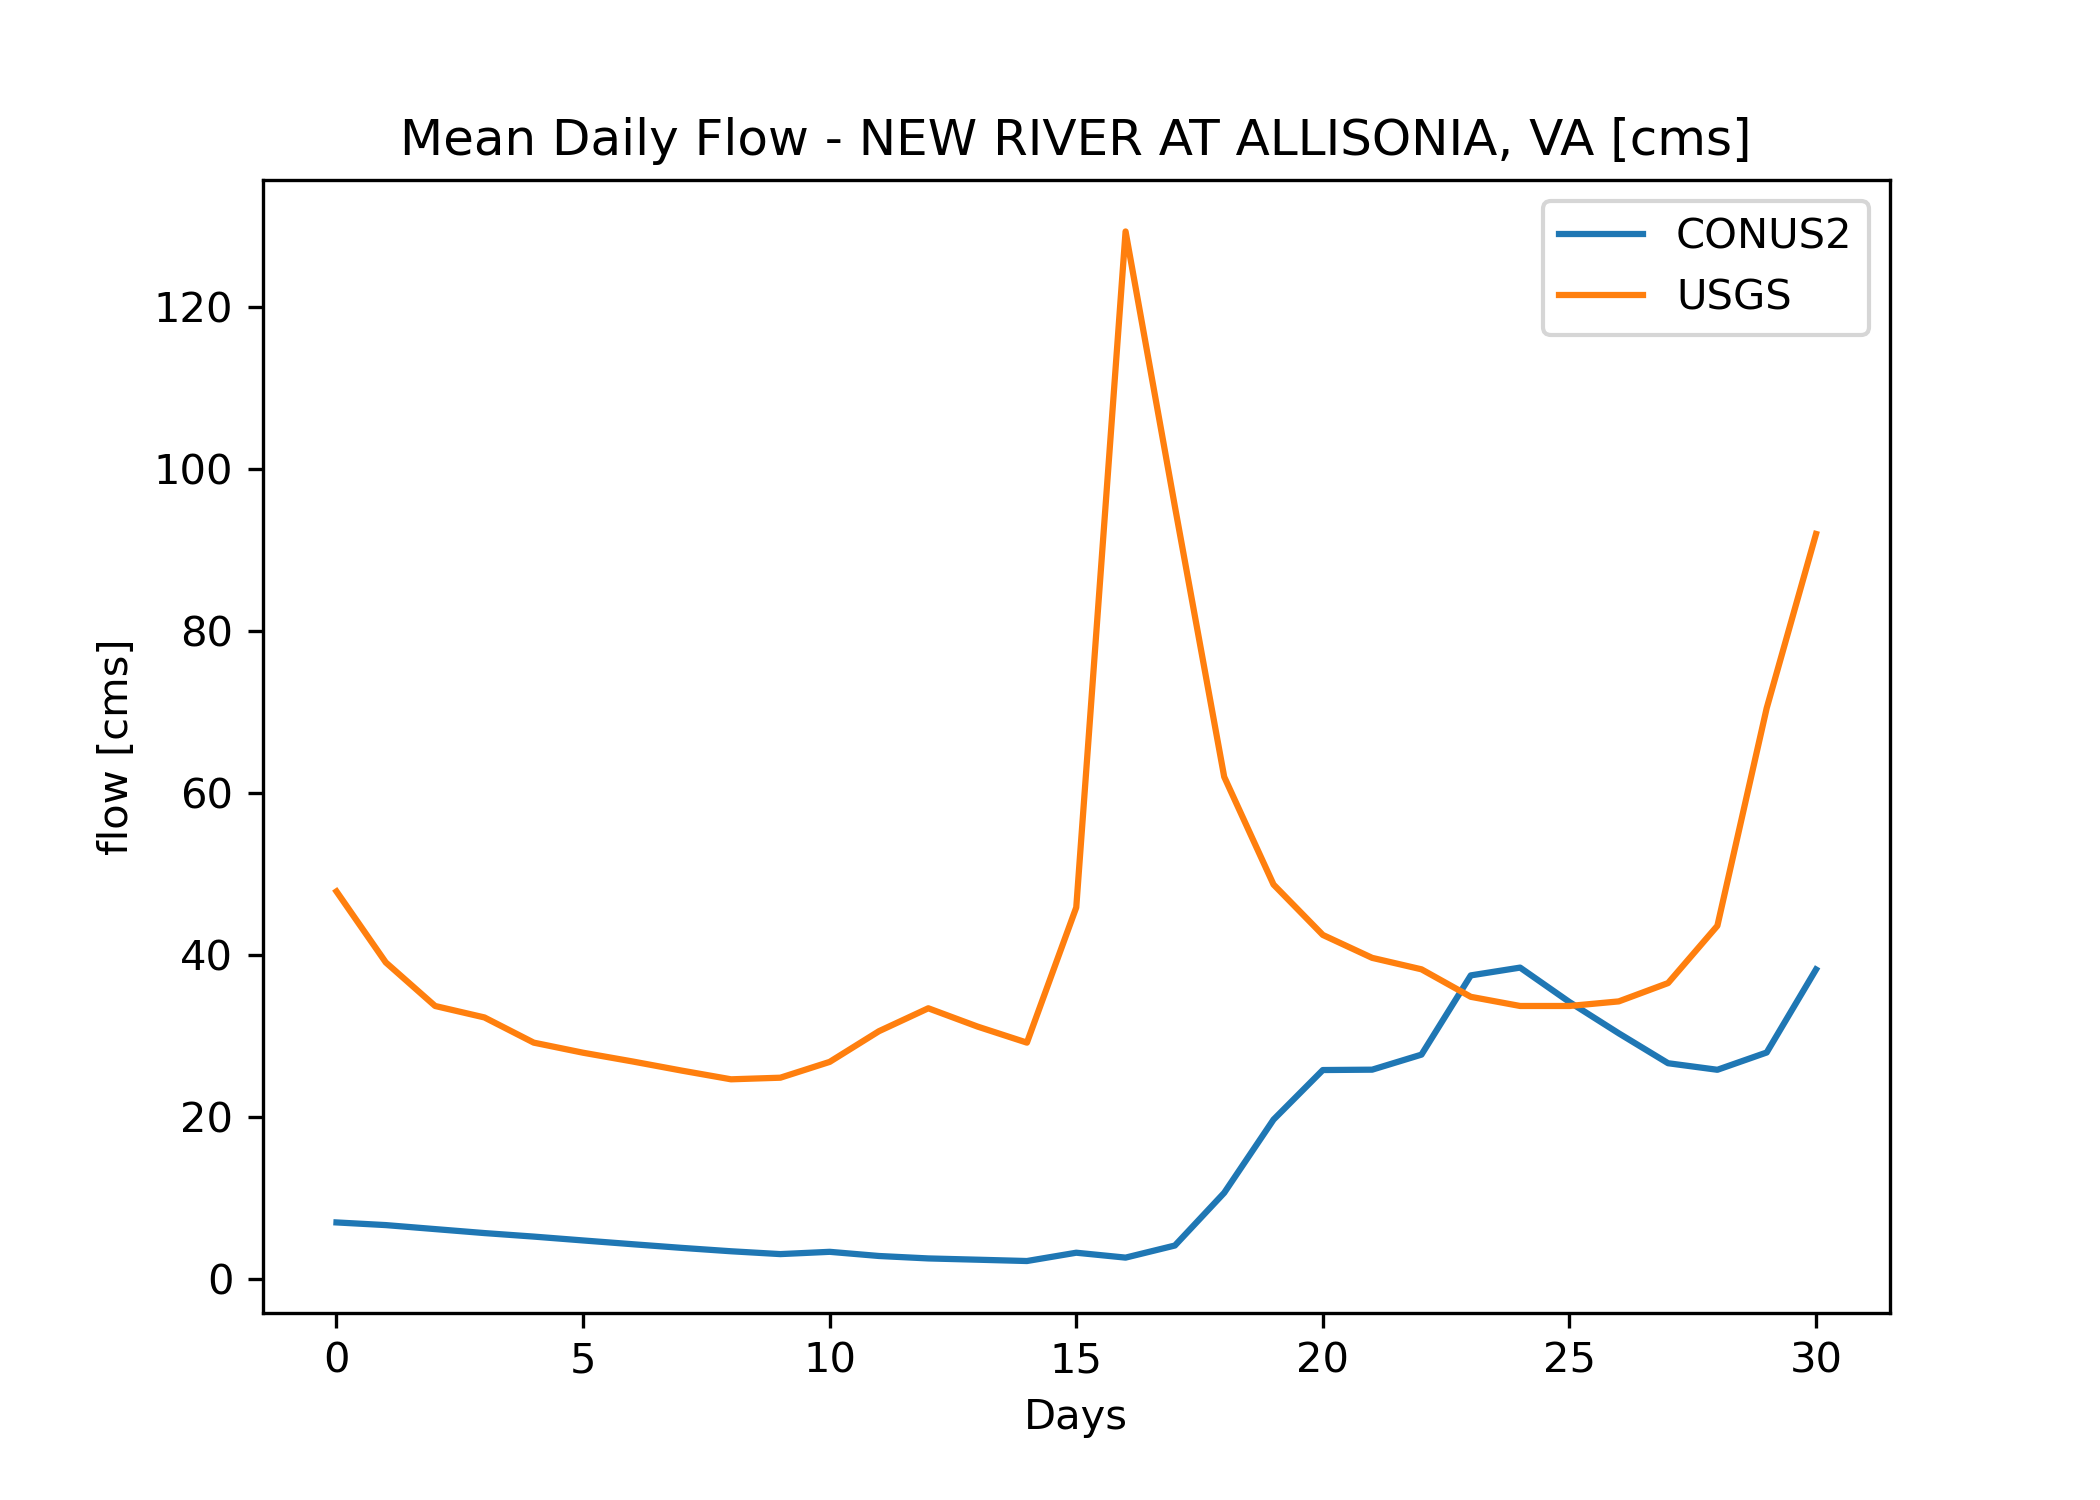 Mean Daily Flow - NEW RIVER AT ALLISONIA, VA [cms]
CONUS2
USGS
flow [cms]
120
100
80
60
40
20
0
0 5 10 15 20 25 30
Days